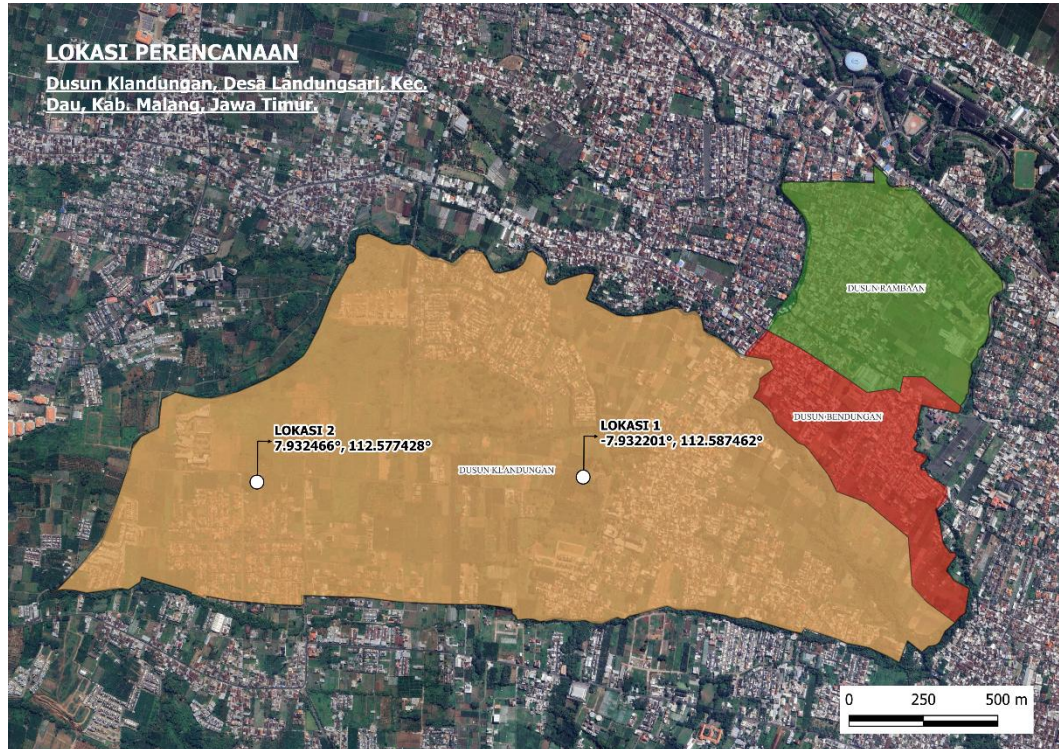 LOKASI PERENCANAAN
Dusun Klandungan, Desa Landungsari, Kec.
Dau, Kab. Malang, Jawa Timur.
DUSUN RAMBAAN
DUSUN BENDUNGAN
LOKASI 2
7.932466°, 112.577428°
LOKASI 1
-7.932201°, 112.587462°
DUSUN KLANDUNGAN
0 250 500 m